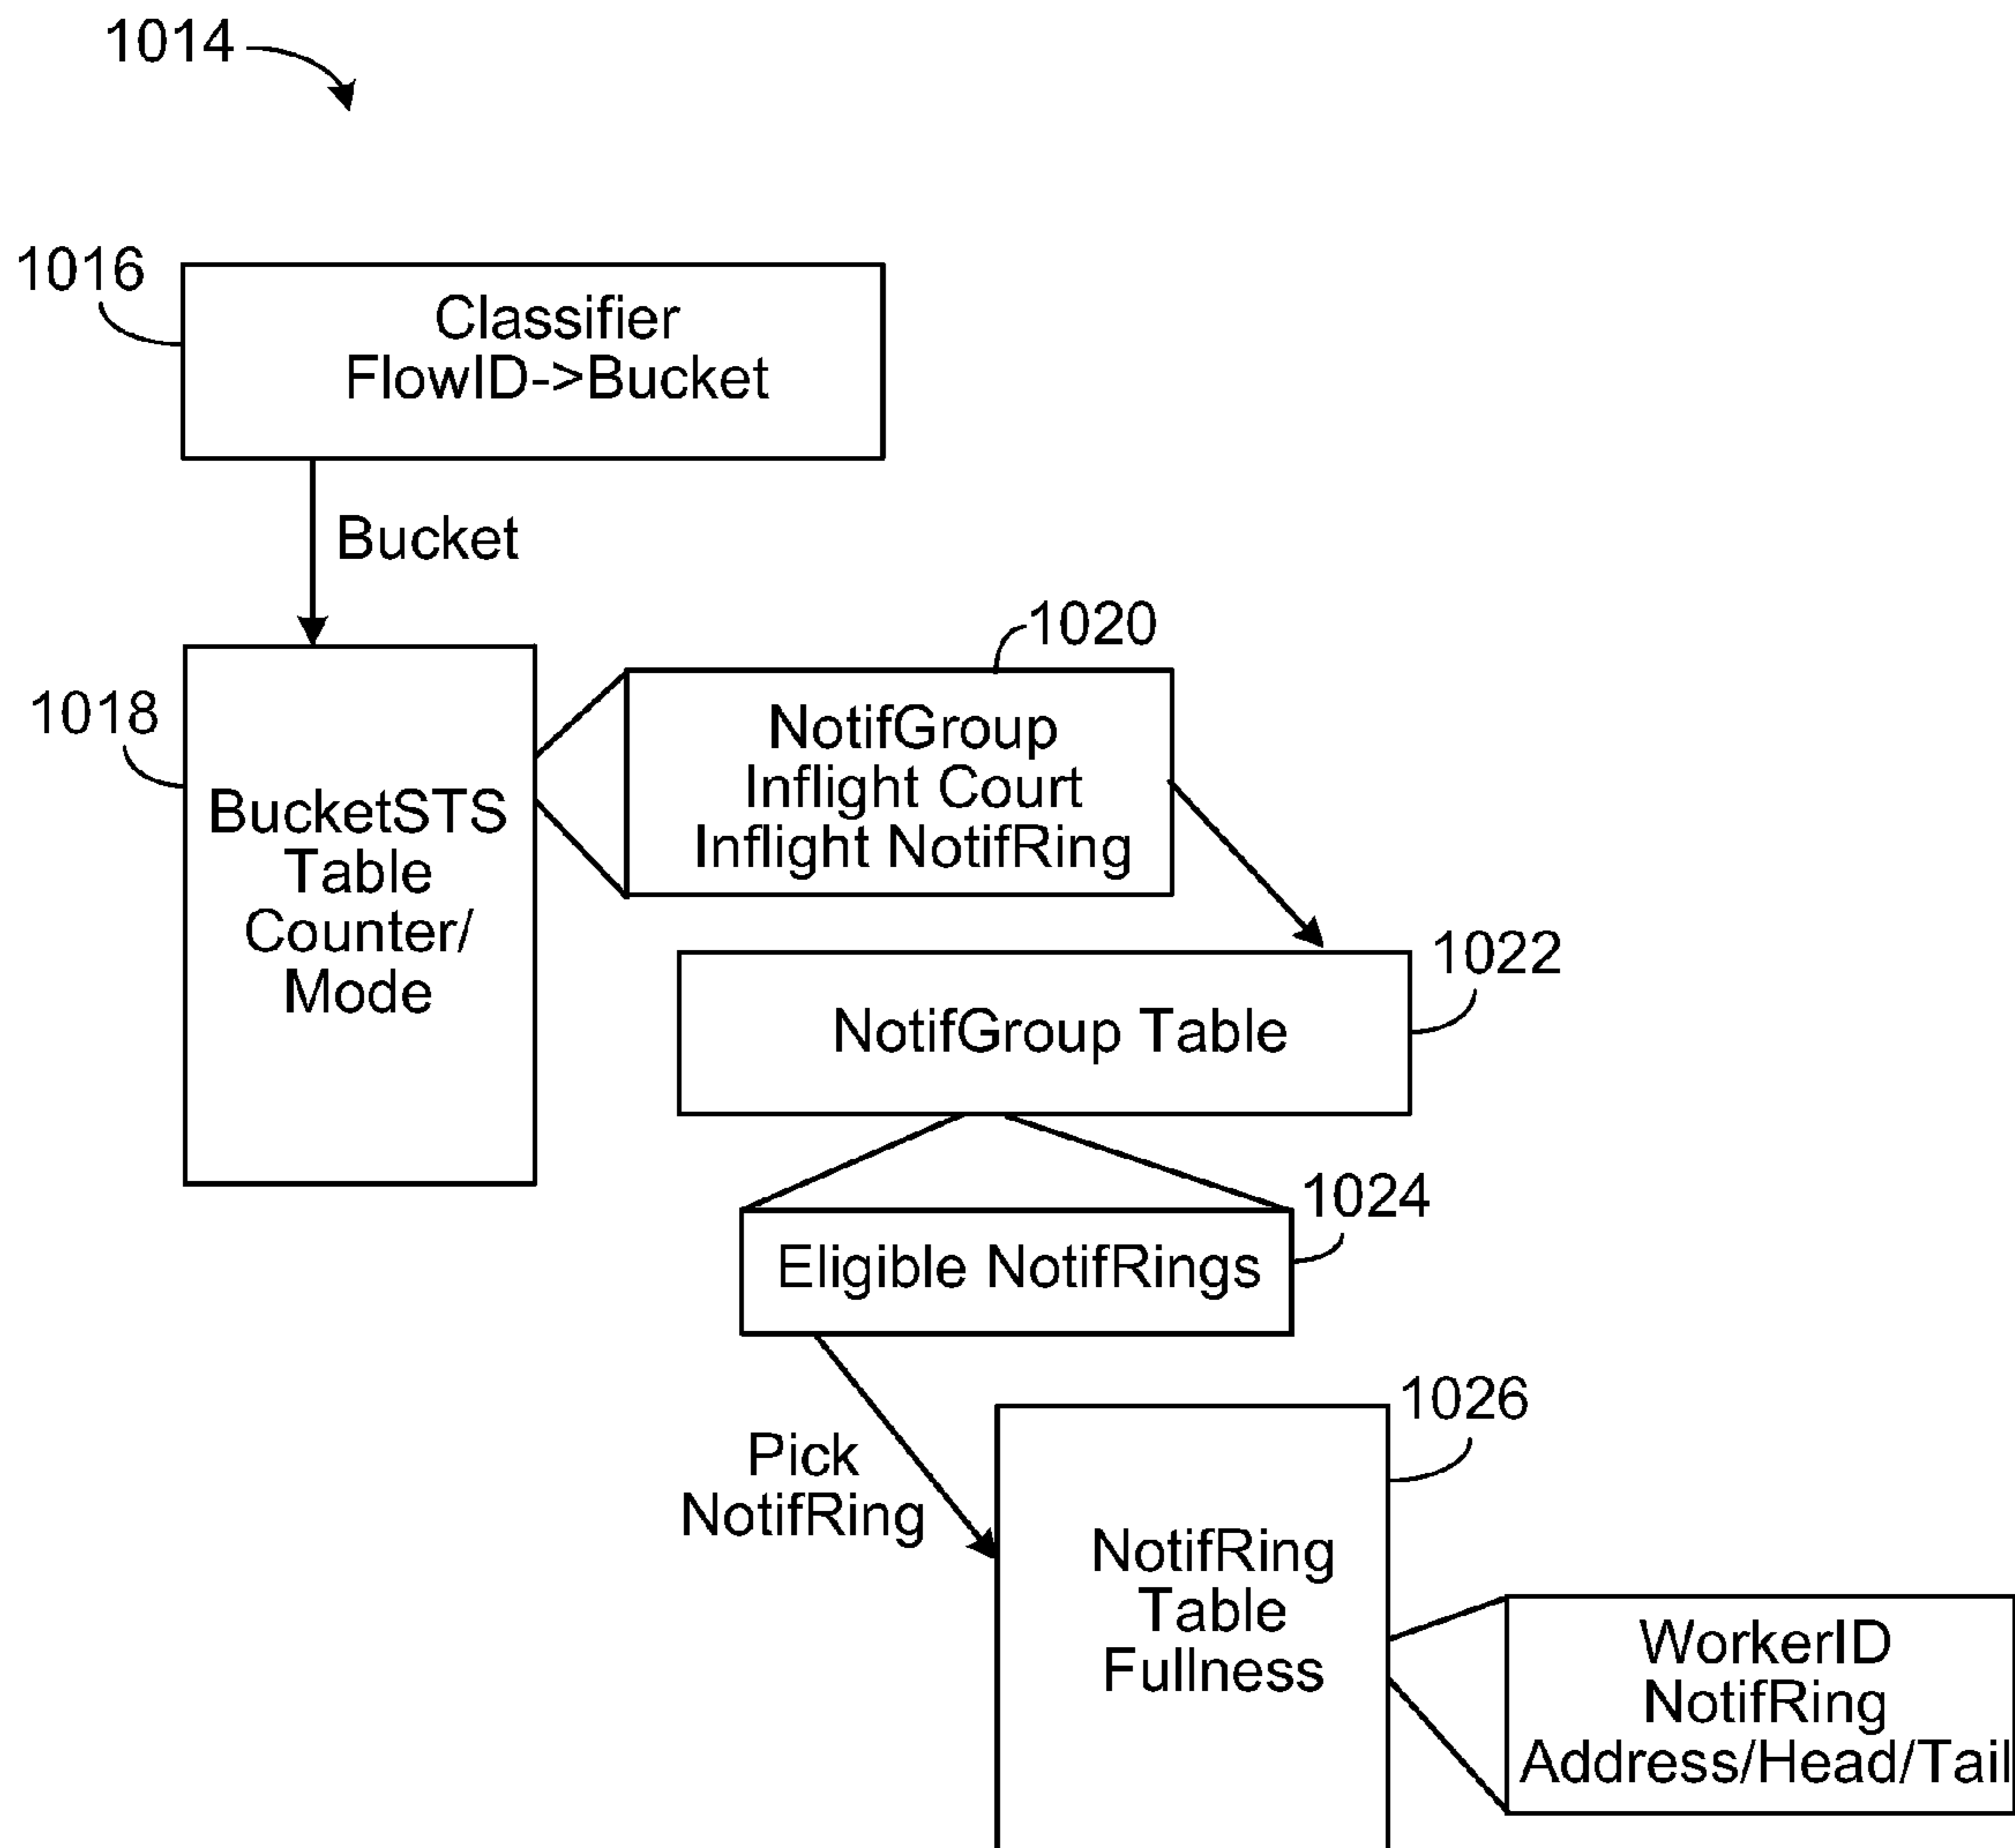 1014
1016
Classifier
FlowID->Bucket
Bucket
1018
BucketSTS
Table
Counter/
Mode
1020
NotifGroup
Inflight Court
Inflight NotifRing
1022
NotifGroup Table
1024
Eligible NotifRings
Pick
NotifRing
1026
NotifRing
Table
Fullness
WorkerID
NotifRing
Address/Head/Tail